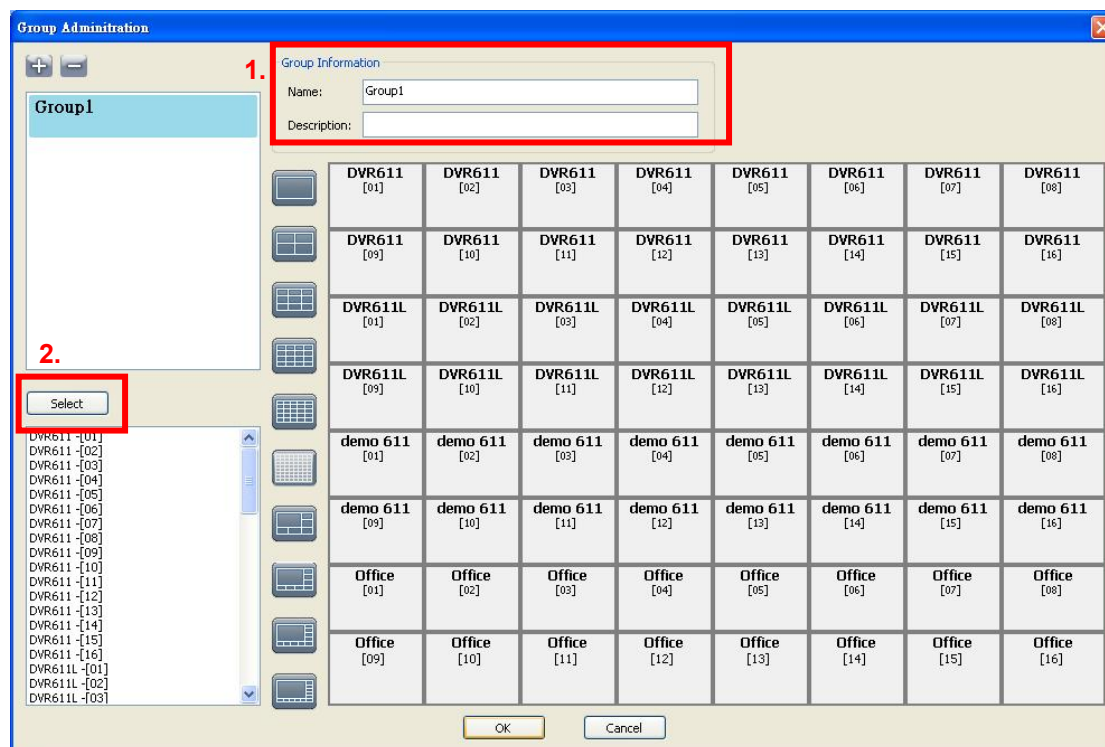 Group Adminitration
1.
Group Information
Name: Group1
Description:
Group1
2.
Select
DVR611 -[01]
DVR611 -[02]
DVR611 -[03]
DVR611 -[04]
DVR611 -[05]
DVR611 -[06]
DVR611 -[07]
DVR611 -[08]
DVR611 -[09]
DVR611 -[10]
DVR611 -[11]
DVR611 -[12]
DVR611 -[13]
DVR611 -[14]
DVR611 -[15]
DVR611 -[16]
DVR611L -[01]
DVR611L -[02]
DVR611L -[03]
DVR611 DVR611 DVR611 DVR611 DVR611 DVR611 DVR611 DVR611
[01] [02] [03] [04] [05] [06] [07] [08]
DVR611 DVR611 DVR611 DVR611 DVR611 DVR611 DVR611 DVR611
[09] [10] [11] [12] [13] [14] [15] [16]
DVR611L DVR611L DVR611L DVR611L DVR611L DVR611L DVR611L DVR611L
[01] [02] [03] [04] [05] [06] [07] [08]
DVR611L DVR611L DVR611L DVR611L DVR611L DVR611L DVR611L DVR611L
[09] [10] [11] [12] [13] [14] [15] [16]
demo 611 demo 611 demo 611 demo 611 demo 611 demo 611 demo 611 demo 611
[01] [02] [03] [04] [05] [06] [07] [08]
demo 611 demo 611 demo 611 demo 611 demo 611 demo 611 demo 611 demo 611
[09] [10] [11] [12] [13] [14] [15] [16]
Office Office Office Office Office Office Office Office
[01] [02] [03] [04] [05] [06] [07] [08]
Office Office Office Office Office Office Office Office
[09] [10] [11] [12] [13] [14] [15] [16]
OK Cancel